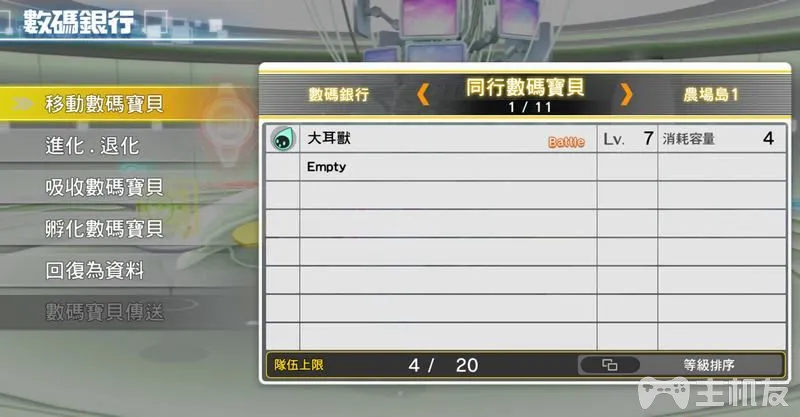 數碼銀行
移動數碼寶貝
進化.退化
吸收數碼寶貝
孵化數碼寶貝
回復為資料
數碼寶貝傳送
數碼銀行 同行數碼寶貝 農場島1
1 / 11
大耳獸 Battle Lv. 7 消耗容量 4
Empty
隊伍上限 4 / 20 等級排序
主机友